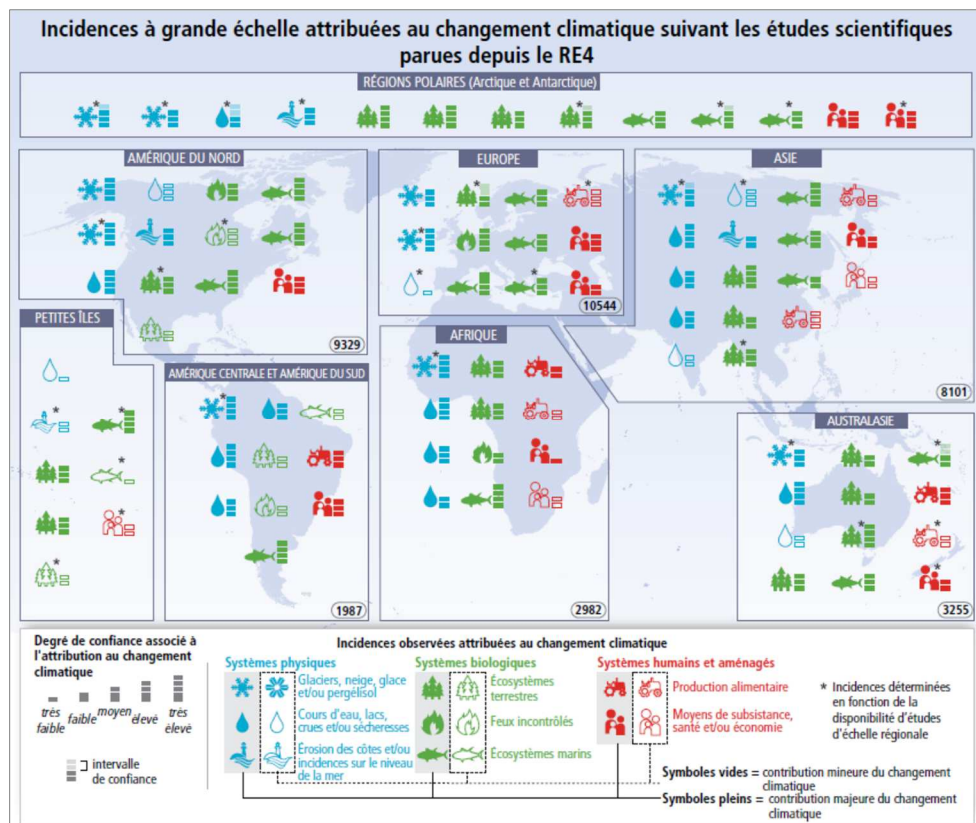 Incidences à grande échelle attribuées au changement climatique suivant les études scientifiques
parues depuis le RE4
RÉGIONS POLAIRES (Arctique et Antarctique)
* * * * * * * *
AMÉRIQUE DU NORD
* * *
9329
EUROPE
* * * * *
10544
ASIE
* * *
8101
PETITES ÎLES
* * * *
AMÉRIQUE CENTRALE ET AMÉRIQUE DU SUD
*
1987
AFRIQUE
*
2982
AUSTRALASIE
* * * * *
3255
Degré de confiance associé à
l'attribution au changement
climatique
très
faible
faible
moyen
élevè
très
élevè
intervalle
de confiance
Incidences observées attribuées au changement climatique
Systèmes physiques
Glaciers, neige, glace
et/ou pergélisol
Cours d'eau, lacs,
crues et/ou sècheresses
Érosion des côtes et/ou
incidences sur le niveau
de la mer
Systèmes biologiques
Écosystèmes
terrestres
Feux incontrôlés
Écosystèmes marins
Systèmes humains et aménagés
Production alimentaire
Moyens de subsistance,
santé et/ou économie
* Incidences déterminées
en fonction de la
disponibilité d'études
d'échelle régionale
Symboles vides = contribution mineure du changement
climatique
Symboles pleins = contribution majeure du changement
climatique